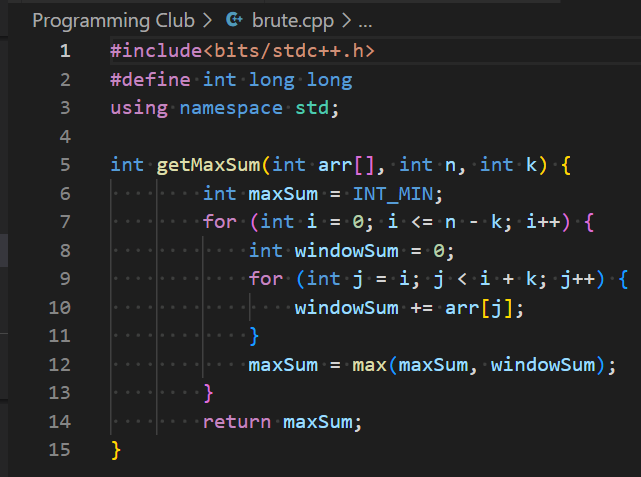 Programming Club > brute.cpp > ...
1 #include<bits/stdc++.h>
2 #define int long long
3 using namespace std;
4
5 int getMaxSum(int arr[], int n, int k) {
6         int maxSum = INT_MIN;
7         for (int i = 0; i <= n - k; i++) {
8             int windowSum = 0;
9             for (int j = i; j < i + k; j++) {
10                 windowSum += arr[j];
11             }
12             maxSum = max(maxSum, windowSum);
13         }
14         return maxSum;
15 }